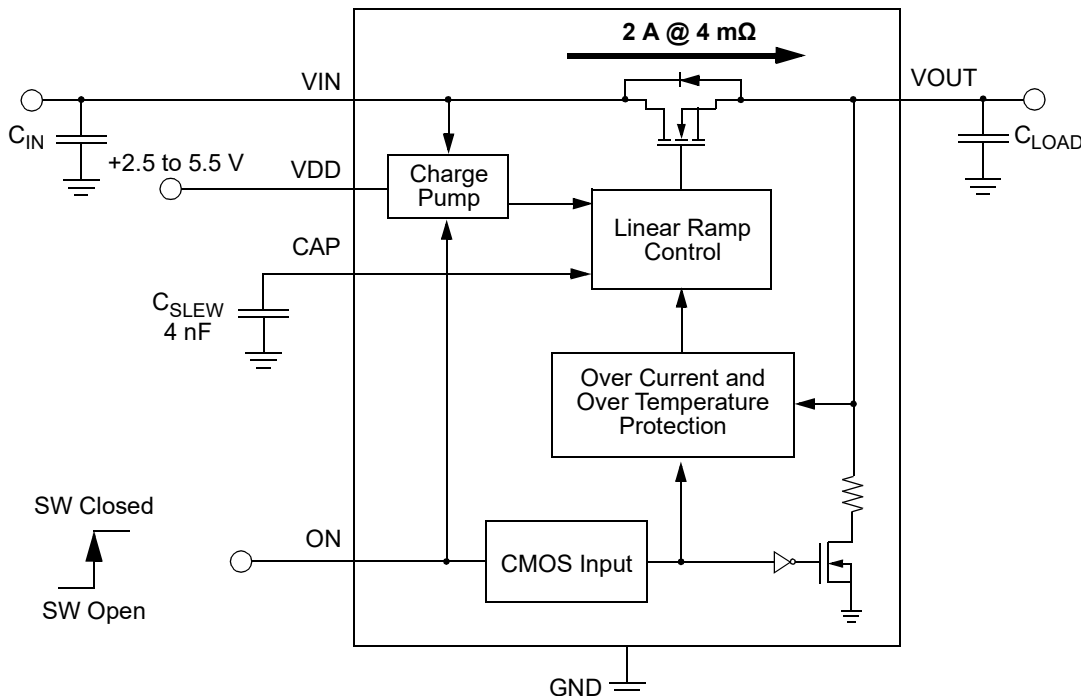 2 A @ 4 mΩ
VIN
VOUT
CIN
CLOAD
+2.5 to 5.5 V
VDD
Charge
Pump
Linear Ramp
Control
CAP
CSLEW
4 nF
Over Current and
Over Temperature
Protection
SW Closed
ON
CMOS Input
SW Open
GND